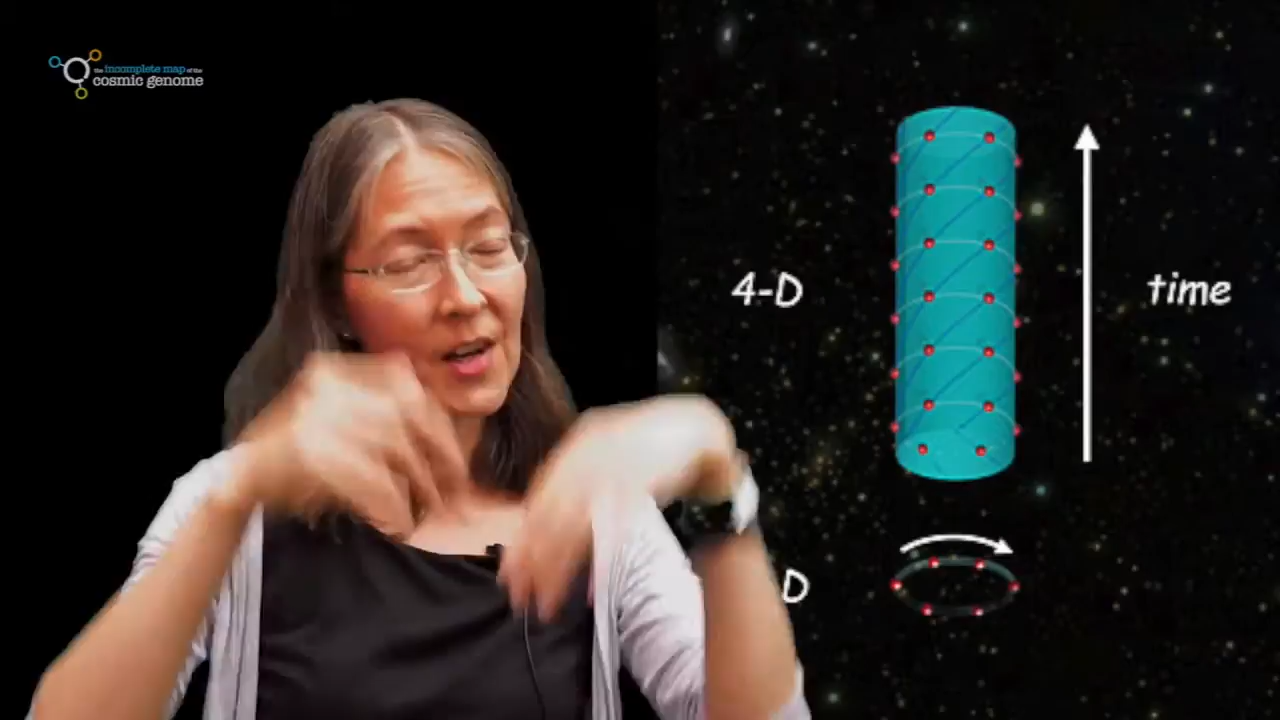 the incomplete map of the
cosmic genome
4-D
time
D